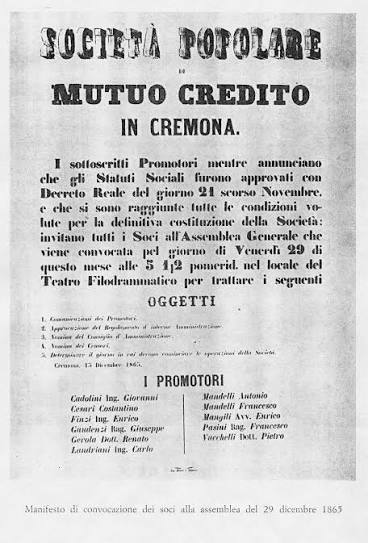 SOCIETÀ POPOLARE
DI
MUTUO CREDITO
IN CREMONA.
I sottoscritti Promotori mentre annunciano
che gli Statuti Sociali furono approvati con
Decreto Reale del giorno 21 scorso Novembre,
e che si sono raggiunte tutte le condizioni vo-
lute per la definitiva costituzione della Società:
invitano tutti i Soci all'Assemblea Generale che
viene convocata pel giorno di Venerdì 29 di
questo mese alle 5 1|2 pomerid. nel locale del
Teatro Filodrammatico per trattare i seguenti
OGGETTI
1. Comunicazioni dei Promotori.
2. Approvazione del Regolamento d'interna Amministrazione.
3. Nomina del Consiglio d'Amministrazione.
4. Nomina dei Censori.
5. Determinare il giorno in cui devono cominciare le operazioni della Società.
Cremona, 15 Dicembre 1865.
I PROMOTORI
Cadolini Ing. Giovanni
Cesari Costantino
Finzi Ing. Enrico
Gaudenzi Rag. Giuseppe
Gerola Dott. Renato
Landriani Ing. Carlo
Mandelli Antonio
Mandelli Francesco
Mangili Avv. Enrico
Pasini Rag. Francesco
Vacchelli Dott. Pietro
Manifesto di convocazione dei soci alla assemblea del 29 dicembre 1865